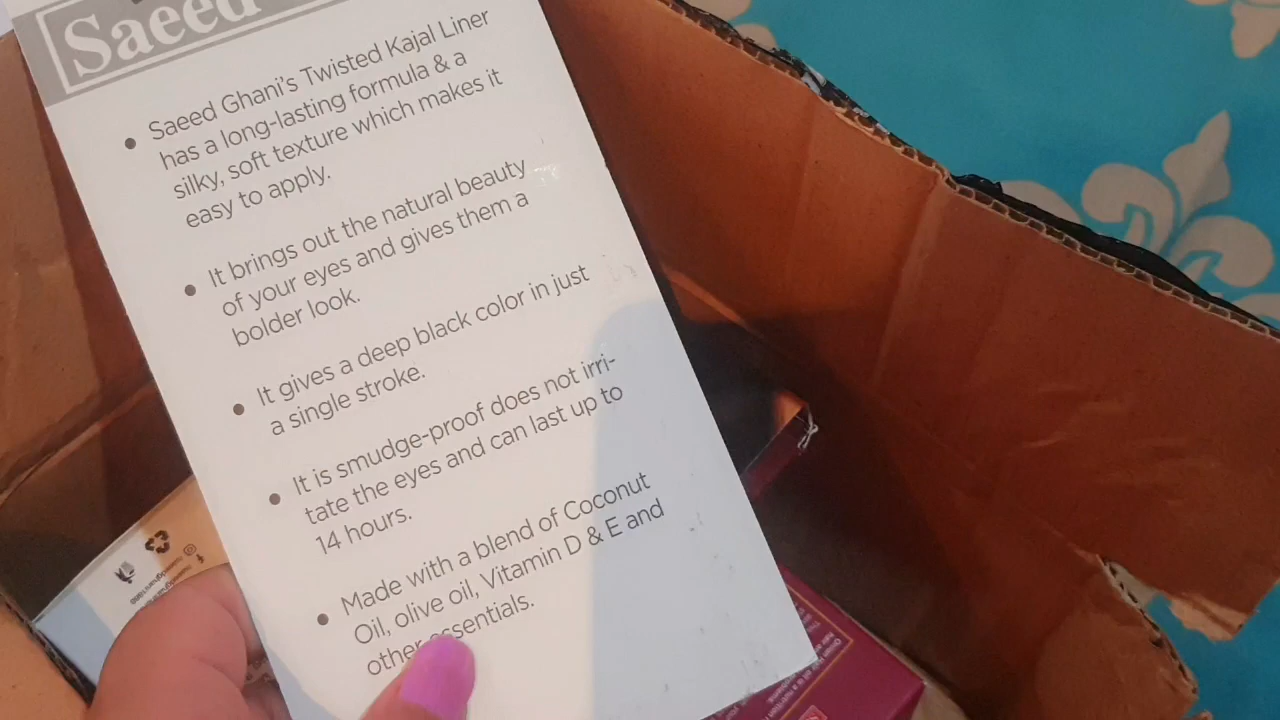 Saeed
• Saeed Ghani's Twisted Kajal Liner
has a long-lasting formula & a
silky, soft texture which makes it
easy to apply.
• It brings out the natural beauty
of your eyes and gives them a
bolder look.
• It gives a deep black color in just
a single stroke.
• It is smudge-proof does not irri-
tate the eyes and can last up to
14 hours.
• Made with a blend of Coconut
Oil, olive oil, Vitamin D & E and
other essentials.